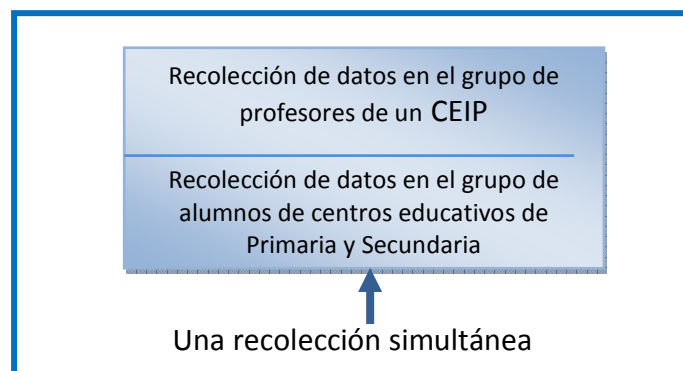 Recolección de datos en el grupo de
profesores de un CEIP
Recolección de datos en el grupo de
alumnos de centros educativos de
Primaria y Secundaria
Una recolección simultánea